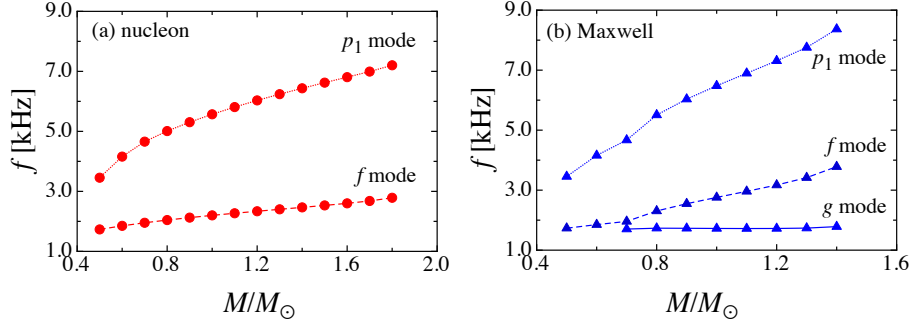 (a) nucleon
p₁ mode
f mode
f [kHz]
9.0
7.0
5.0
3.0
1.0
0.4
0.8
1.2
1.6
2.0
M/M⊙
(b) Maxwell
p₁ mode
f mode
g mode
f [kHz]
9.0
7.0
5.0
3.0
1.0
0.4
0.8
1.2
1.6
M/M⊙